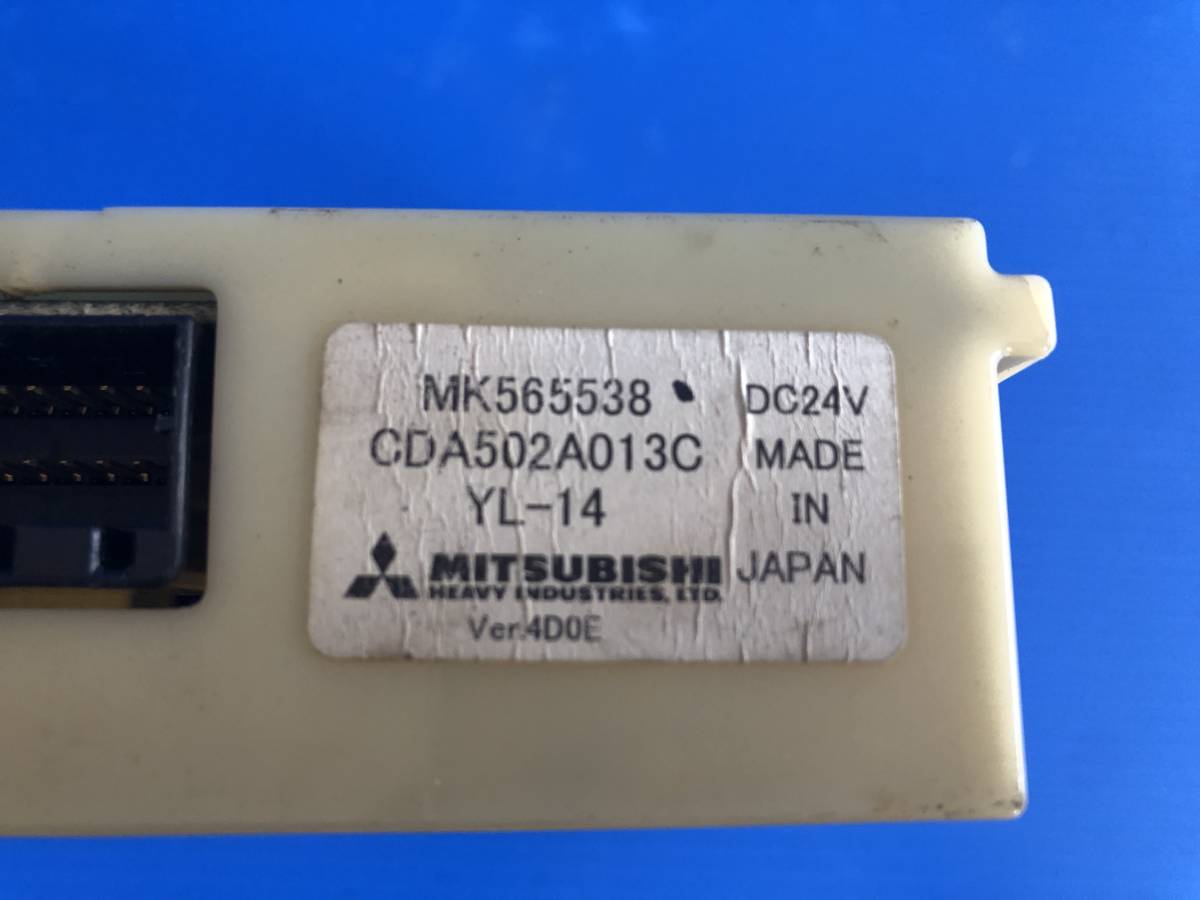 MK565538
CDA502A013C
YL-14
MITSUBISHI
HEAVY INDUSTRIES, LTD.
Ver.4D0E
DC24V
MADE
IN
JAPAN